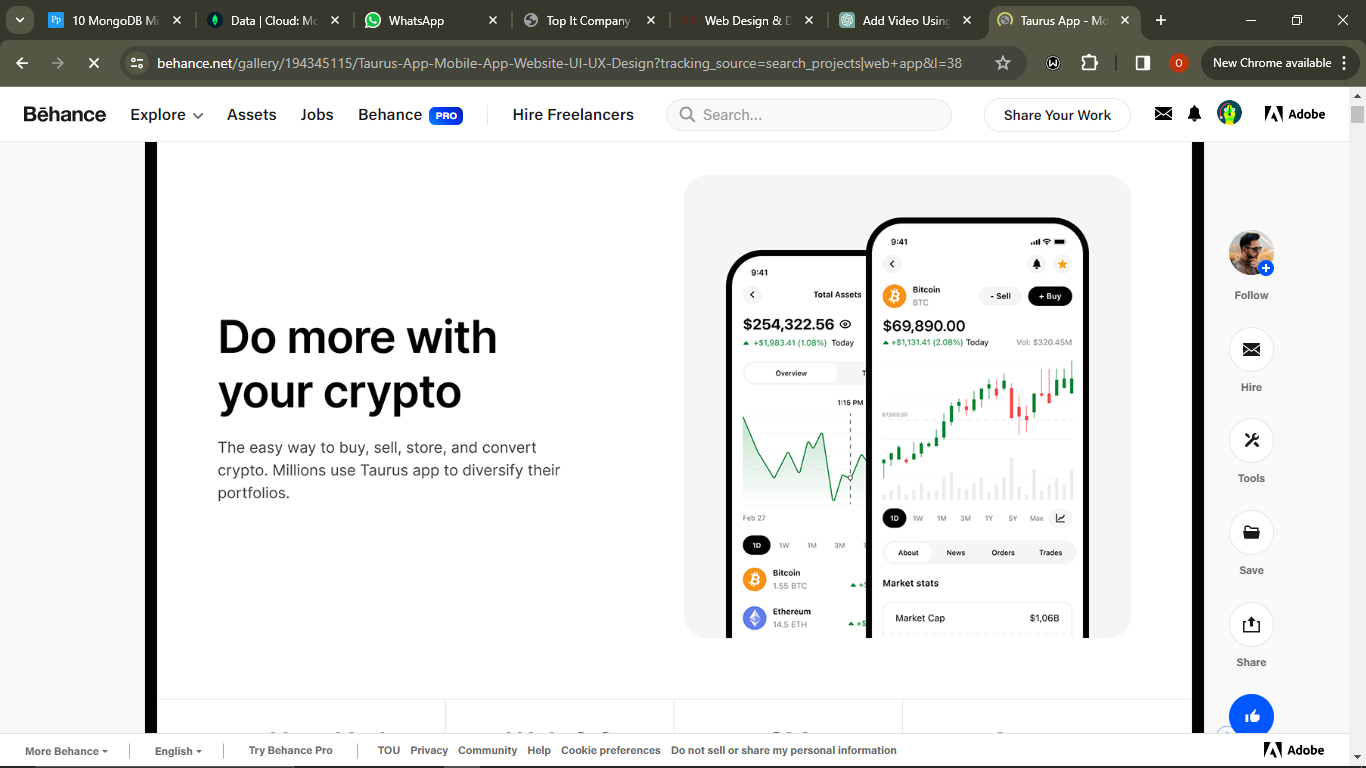 10 MongoDB Mi
Data | Cloud: Mo
WhatsApp
Top It Company
Web Design & D
Add Video Using
Taurus App - Mo
behance.net/gallery/194345115/Taurus-App-Mobile-App-Website-UI-UX-Design?tracking_source=search_projects|web+app&l=38
O
New Chrome available
Bēhance
Explore
Assets
Jobs
Behance PRO
Hire Freelancers
Search...
Share Your Work
Adobe
Do more with
your crypto
The easy way to buy, sell, store, and convert
crypto. Millions use Taurus app to diversify their
portfolios.
9:41
Total Assets
$254,322.56
+$1,983.41 (1.08%) Today
Overview
T
1:15 PM
Feb 27
1D 1W 1M 3M
Bitcoin
1.55 BTC
+$
Ethereum
14.5 ETH
+$
9:41
Bitcoin
BTC
- Sell
+ Buy
$69,890.00
+$1,131.41 (2.08%) Today
Vol: $320.45M
67,000.00
1D 1W 1M 3M 1Y 5Y Max
About News Orders Trades
Market stats
Market Cap $1,06B
Follow
Hire
Tools
Save
Share
More Behance
English
Try Behance Pro
TOU Privacy Community Help Cookie preferences Do not sell or share my personal information
Adobe